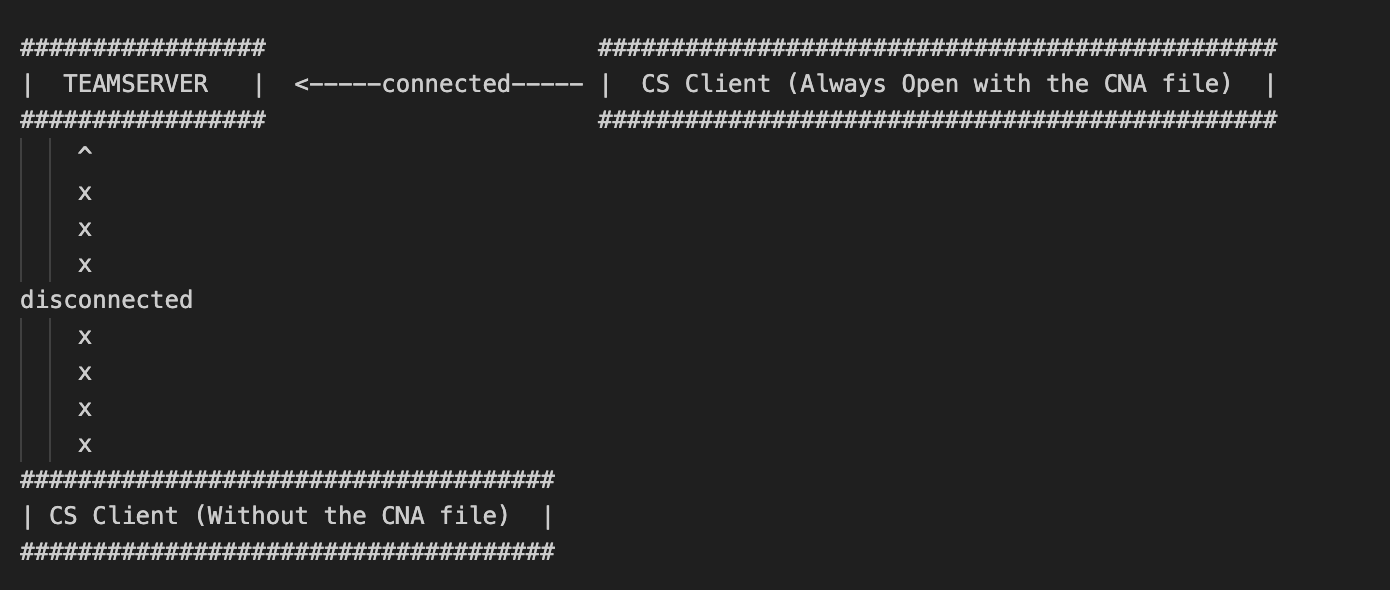 #################                       ###############################################
|  TEAMSERVER   |  <-----connected----- |  CS Client (Always Open with the CNA file)  |
#################                       ###############################################
    ^
    x
    x
    x
disconnected
    x
    x
    x
    x
#####################################
| CS Client (Without the CNA file)  |
#####################################